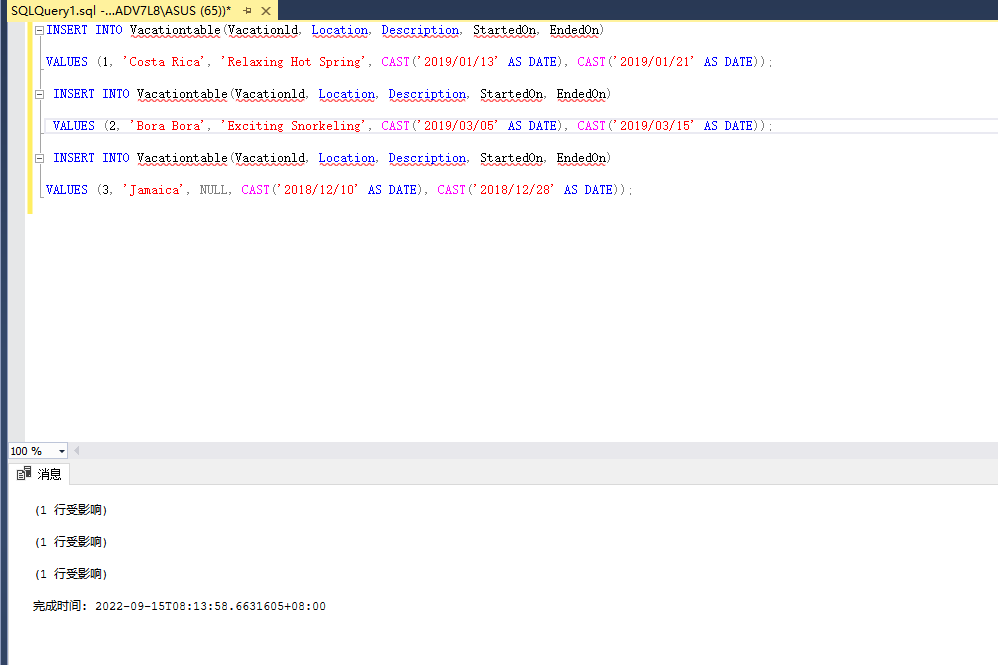 SQLQuery1.sql -...ADV7L8\ASUS (65))*
INSERT INTO Vacationtable(VacationId, Location, Description, StartedOn, EndedOn)
VALUES (1, 'Costa Rica', 'Relaxing Hot Spring', CAST('2019/01/13' AS DATE), CAST('2019/01/21' AS DATE));
INSERT INTO Vacationtable(VacationId, Location, Description, StartedOn, EndedOn)
VALUES (2, 'Bora Bora', 'Exciting Snorkeling', CAST('2019/03/05' AS DATE), CAST('2019/03/15' AS DATE));
INSERT INTO Vacationtable(VacationId, Location, Description, StartedOn, EndedOn)
VALUES (3, 'Jamaica', NULL, CAST('2018/12/10' AS DATE), CAST('2018/12/28' AS DATE));
100 %
消息
(1 行受影响)
(1 行受影响)
(1 行受影响)
完成时间: 2022-09-15T08:13:58.6631605+08:00